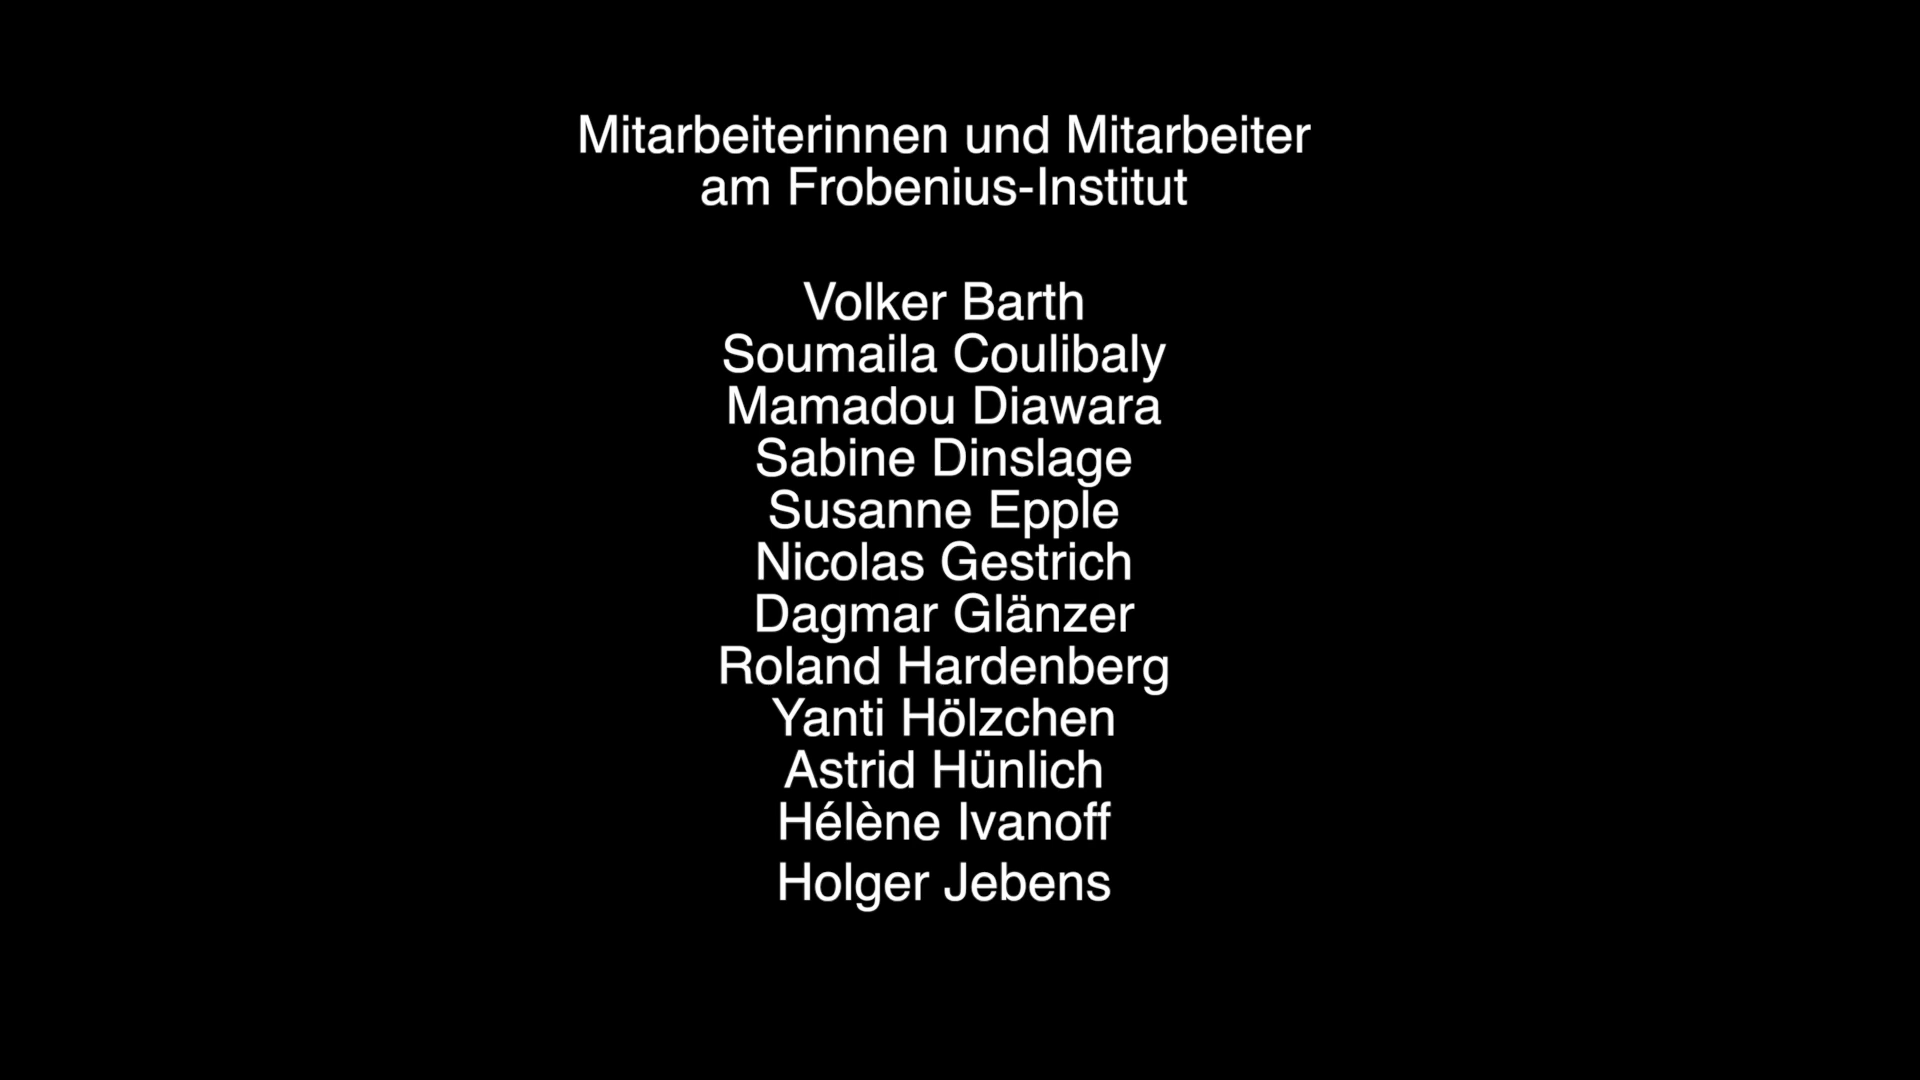 Mitarbeiterinnen und Mitarbeiter
am Frobenius-Institut
Volker Barth
Soumaila Coulibaly
Mamadou Diawara
Sabine Dinslage
Susanne Epple
Nicolas Gestrich
Dagmar Glänzer
Roland Hardenberg
Yanti Hölzchen
Astrid Hünlich
Hélène Ivanoff
Holger Jebens